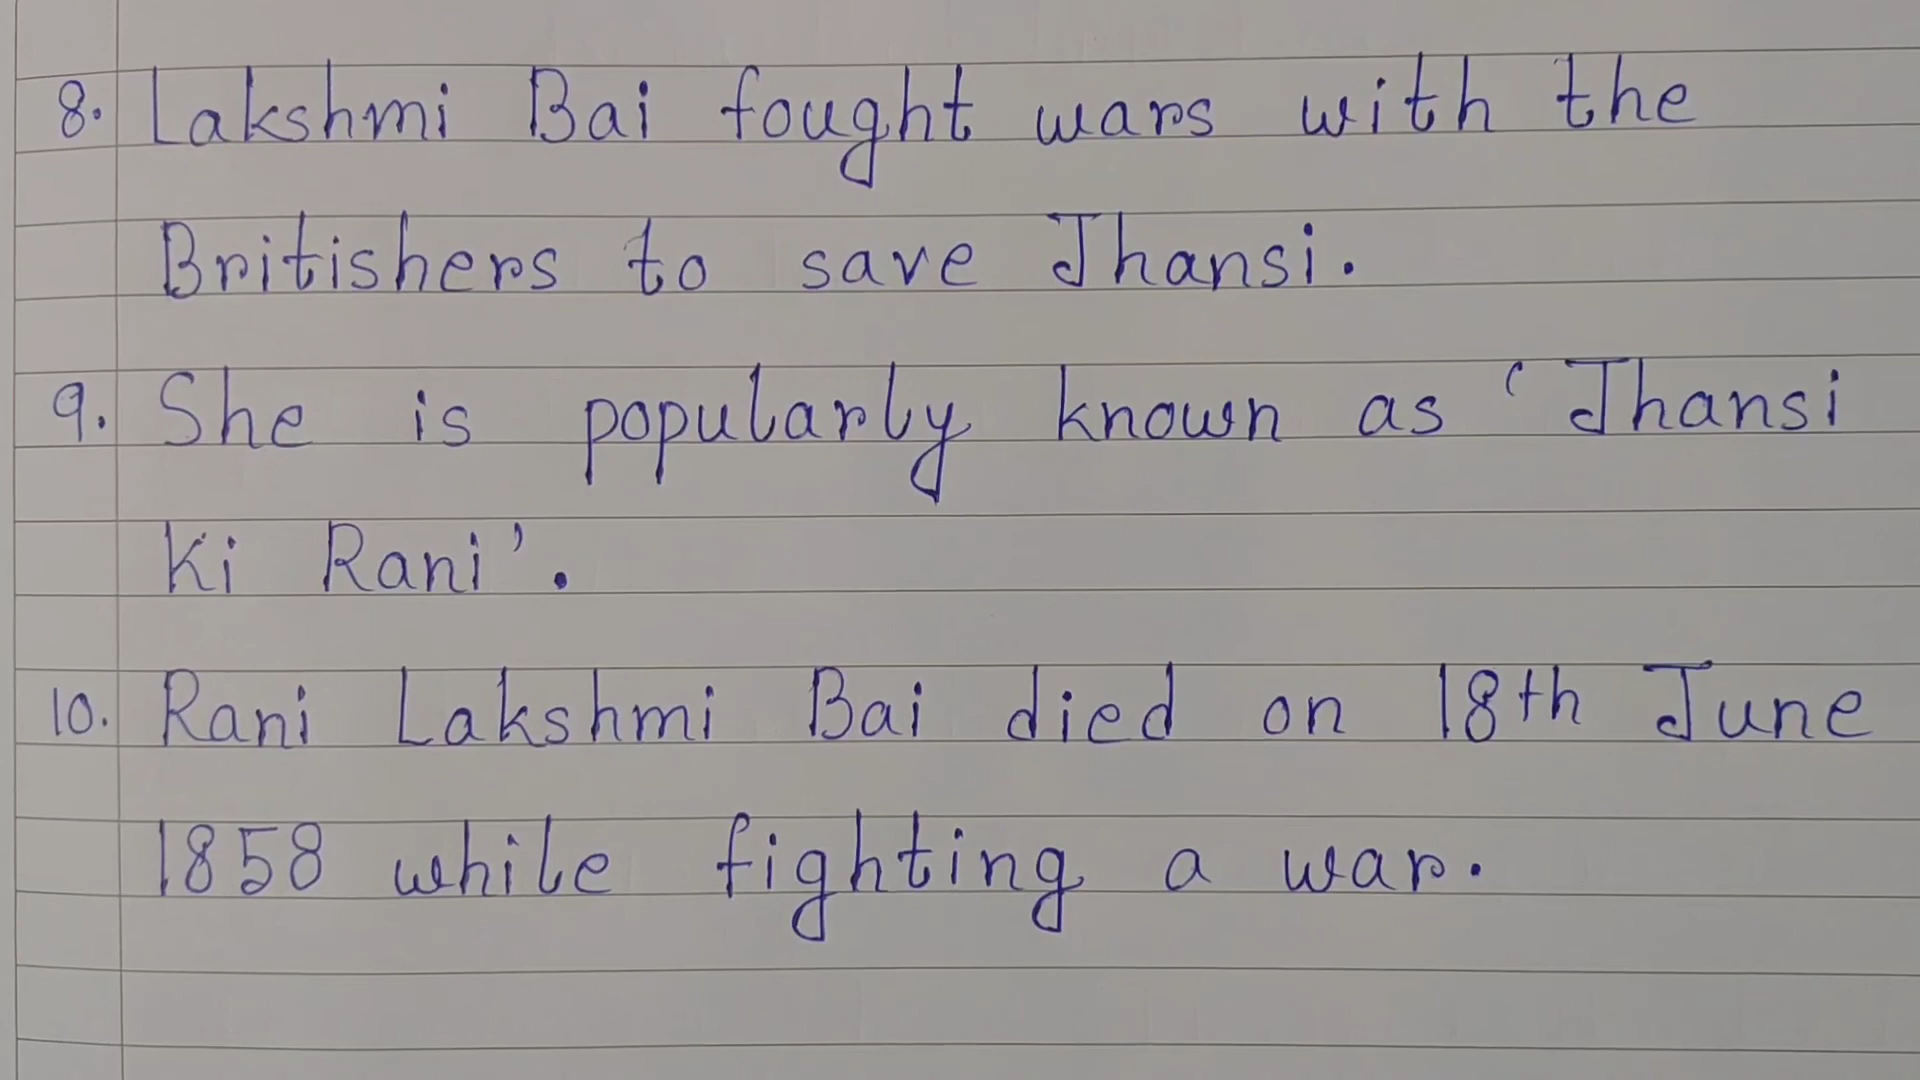 8. Lakshmi Bai fought wars with the
Britishers to save Jhansi.
9. She is popularly known as ‘Jhansi
Ki Rani’.
10. Rani Lakshmi Bai died on 18th June
1858 while fighting a war.